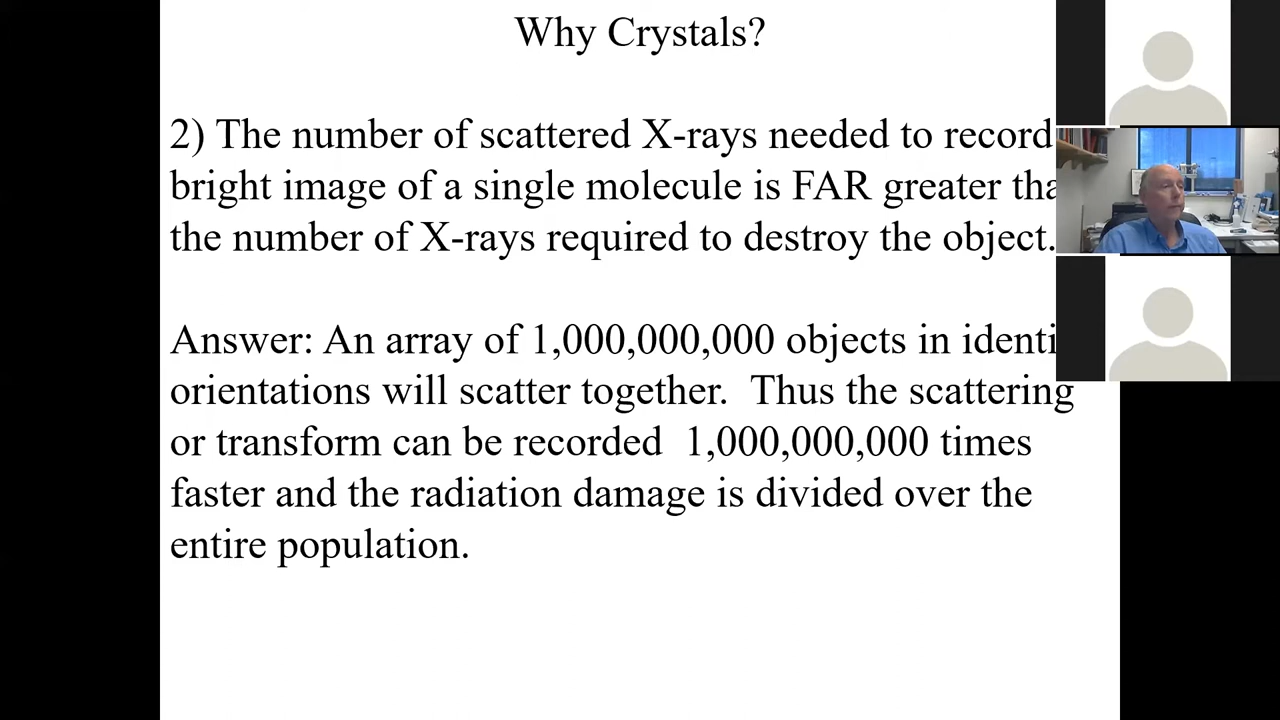 Why Crystals?
2) The number of scattered X-rays needed to record
bright image of a single molecule is FAR greater
the number of X-rays required to destroy the object.
Answer: An array of 1,000,000,000 objects in
orientations will scatter together. Thus the scattering
or transform can be recorded 1,000,000,000 times
faster and the radiation damage is divided over the
entire population.